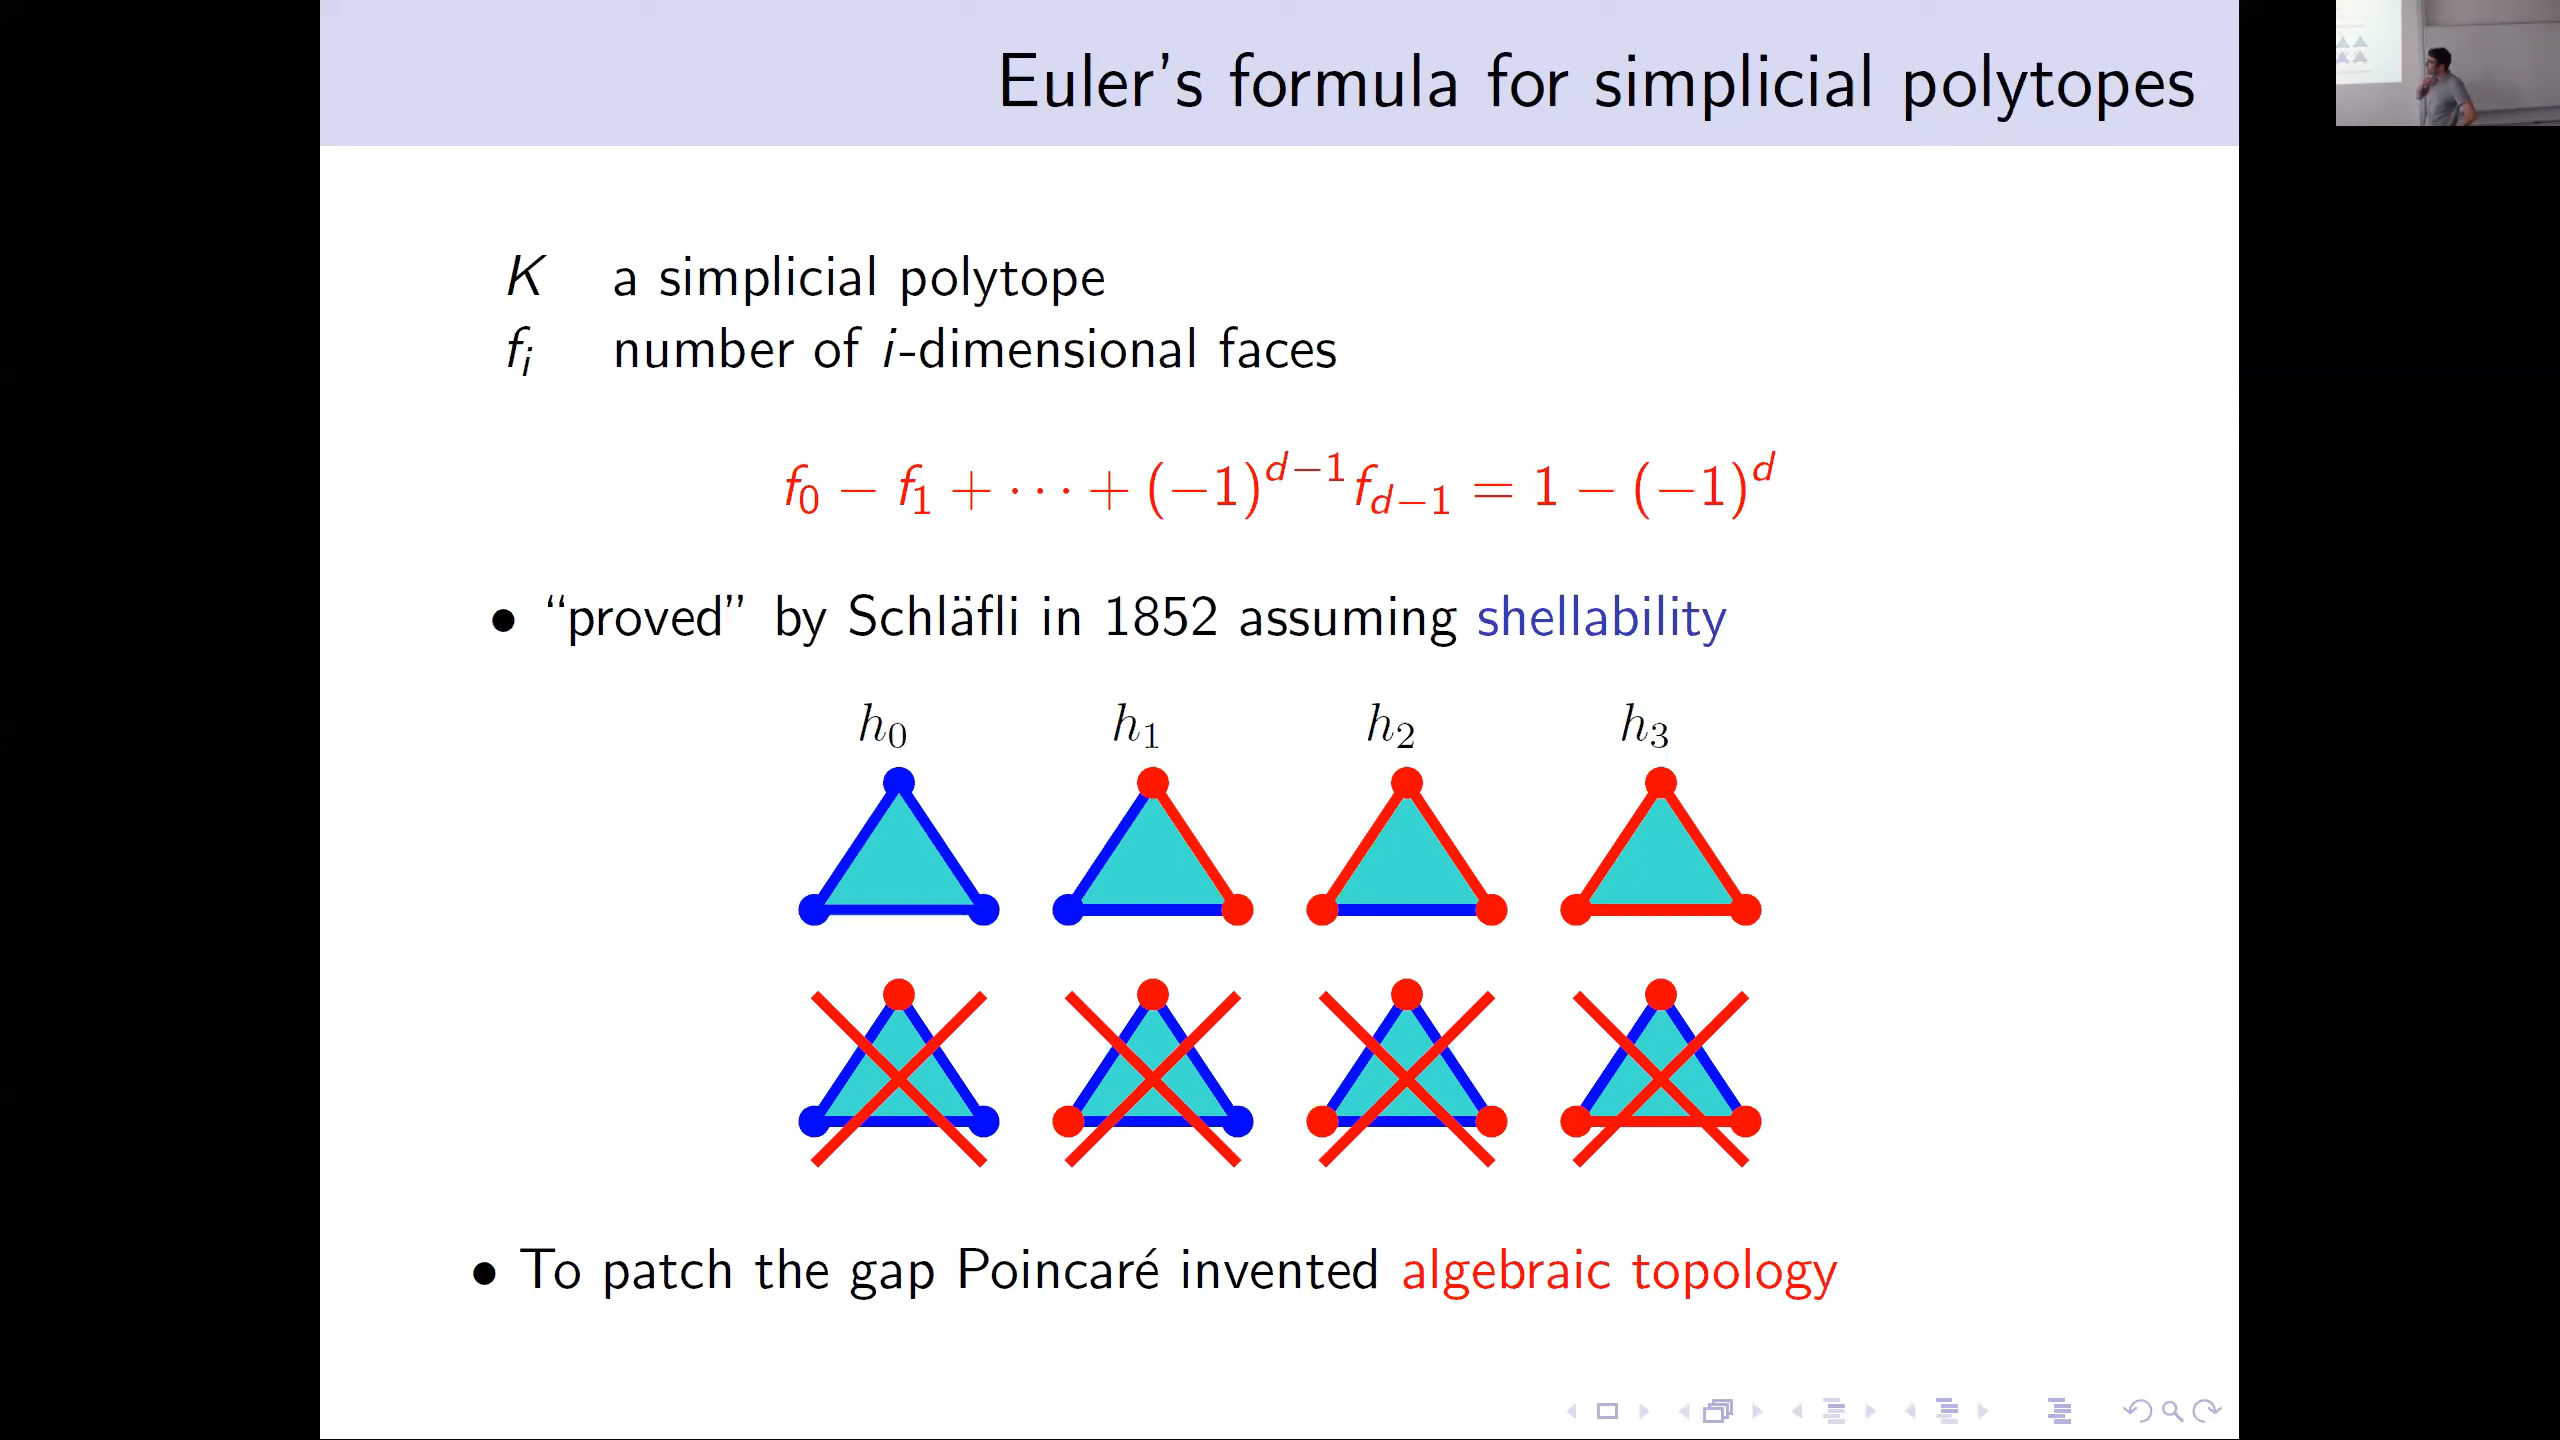 Euler's formula for simplicial polytopes
K a simplicial polytope
f_i number of i-dimensional faces
f_0 − f_1 + ··· + (−1)^{d−1} f_{d−1} = 1 − (−1)^d
• “proved” by Schläfli in 1852 assuming shellability
h_0 h_1 h_2 h_3
• To patch the gap Poincaré invented algebraic topology